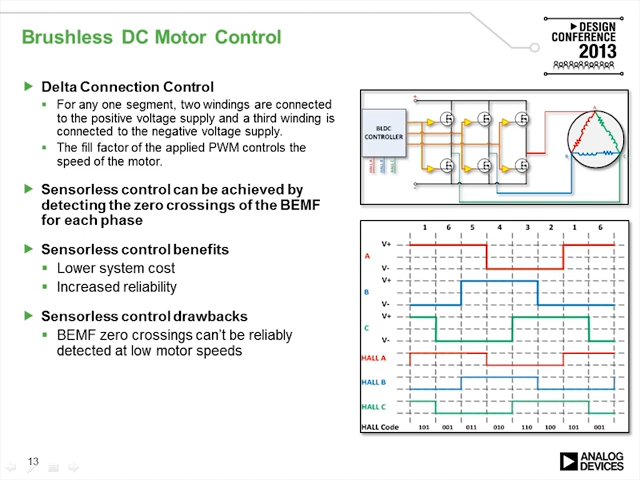 Brushless DC Motor Control
DESIGN
CONFERENCE
2013
Delta Connection Control
For any one segment, two windings are connected
to the positive voltage supply and a third winding is
connected to the negative voltage supply.
The fill factor of the applied PWM controls the
speed of the motor.
Sensorless control can be achieved by
detecting the zero crossings of the BEMF
for each phase
Sensorless control benefits
Lower system cost
Increased reliability
Sensorless control drawbacks
BEMF zero crossings can't be reliably
detected at low motor speeds
BLDC
CONTROLLER
HALL A
HALL B
HALL C
1 6 5 4 3 2 1 6
V+
A
V-
V+
B
V-
V+
C
V-
HALL A
HALL B
HALL C
HALL Code 101 001 011 010 110 100 101 001
13
ANALOG
DEVICES